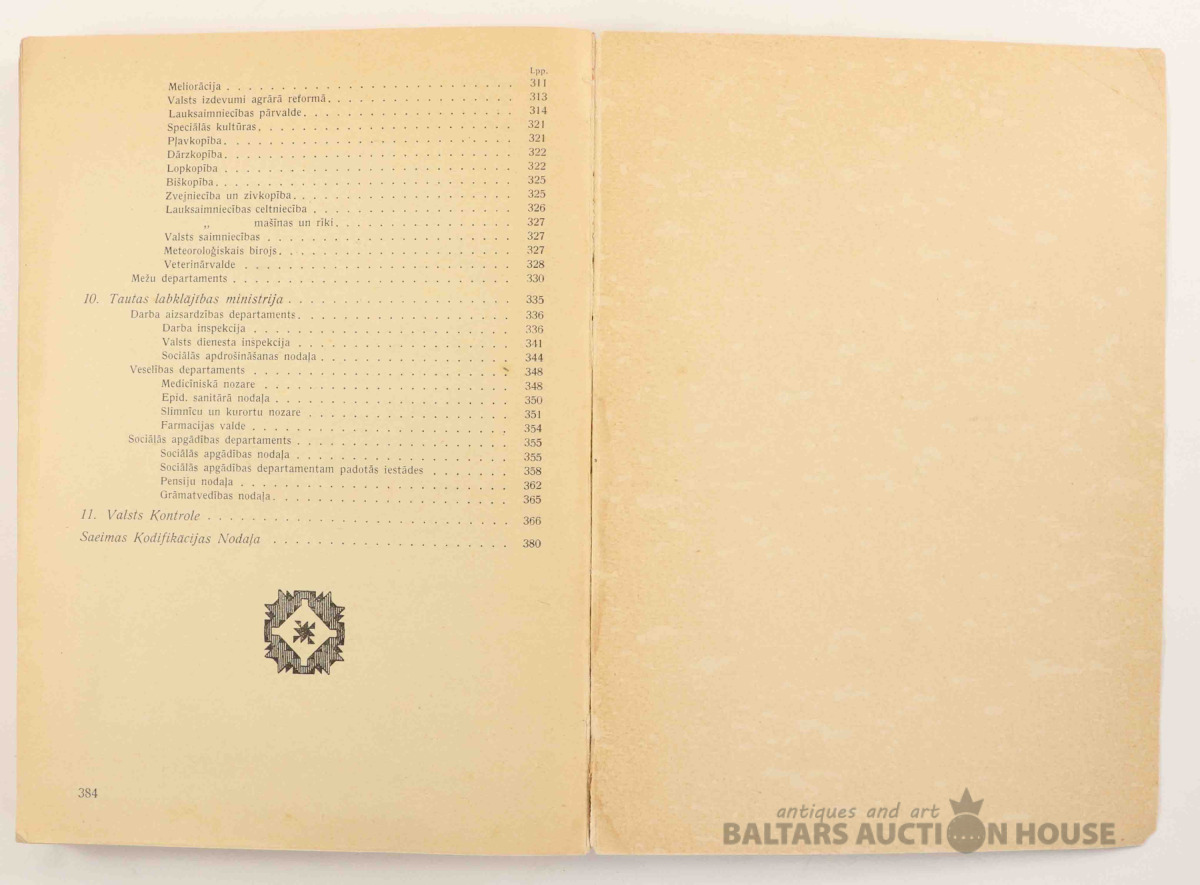 Lpp.
Meliorācija . . . . . . . . . . . . . . . . . . . . . . . . 311
Valsts izdevumi agrārā reformā. . . . . . . . . . . . . . . 313
Lauksaimniecības pārvalde. . . . . . . . . . . . . . . . . 314
Speciālās kultūras. . . . . . . . . . . . . . . . . . . . . 321
Pļavkopība. . . . . . . . . . . . . . . . . . . . . . . . 321
Dārzkopība. . . . . . . . . . . . . . . . . . . . . . . . 322
Lopkopība . . . . . . . . . . . . . . . . . . . . . . . . 322
Biškopība. . . . . . . . . . . . . . . . . . . . . . . . . 325
Zvejniecība un zivkopība. . . . . . . . . . . . . . . . . . 325
Lauksaimniecības celtniecība . . . . . . . . . . . . . . . . 326
„ mašīnas un rīki. . . . . . . . . . . . . . . 327
Valsts saimniecības . . . . . . . . . . . . . . . . . . . . 327
Meteoroloģiskais birojs. . . . . . . . . . . . . . . . . . . 327
Veterinārvalde . . . . . . . . . . . . . . . . . . . . . . 328
Mežu departaments . . . . . . . . . . . . . . . . . . . . . . 330
10. Tautas labklājības ministrija . . . . . . . . . . . . . . . . . . 335
Darba aizsardzības departaments. . . . . . . . . . . . . . . . . 336
Darba inspekcija . . . . . . . . . . . . . . . . . . . . . 336
Valsts dienesta inspekcija . . . . . . . . . . . . . . . . . 341
Sociālās apdrošināšanas nodaļa . . . . . . . . . . . . . . . 344
Veselības departaments . . . . . . . . . . . . . . . . . . . . 348
Medicīniskā nozare . . . . . . . . . . . . . . . . . . . . 348
Epid. sanitārā nodaļa . . . . . . . . . . . . . . . . . . . 350
Slimnīcu un kurortu nozare . . . . . . . . . . . . . . . . . 351
Farmacijas valde . . . . . . . . . . . . . . . . . . . . . 354
Sociālās apgādības departaments . . . . . . . . . . . . . . . . . 355
Sociālās apgādības nodaļa . . . . . . . . . . . . . . . . . 355
Sociālās apgādības departamentam padotās iestādes . . . . . . . 358
Pensiju nodaļa . . . . . . . . . . . . . . . . . . . . . . 362
Grāmatvedības nodaļa. . . . . . . . . . . . . . . . . . . . 365
11. Valsts Kontrole . . . . . . . . . . . . . . . . . . . . . . . . 366
Saeimas Kodifikācijas Nodaļa . . . . . . . . . . . . . . . . . . . . 380
384
antiques and art
BALTARS AUCTION HOUSE